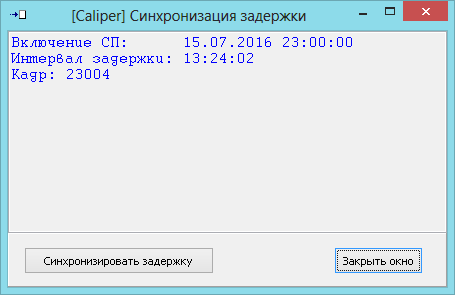 [Caliper] Синхронизация задержки
Включение СП: 15.07.2016 23:00:00
Интервал задержки: 13:24:02
Кадр: 23004
Синхронизировать задержку
Закрыть окно